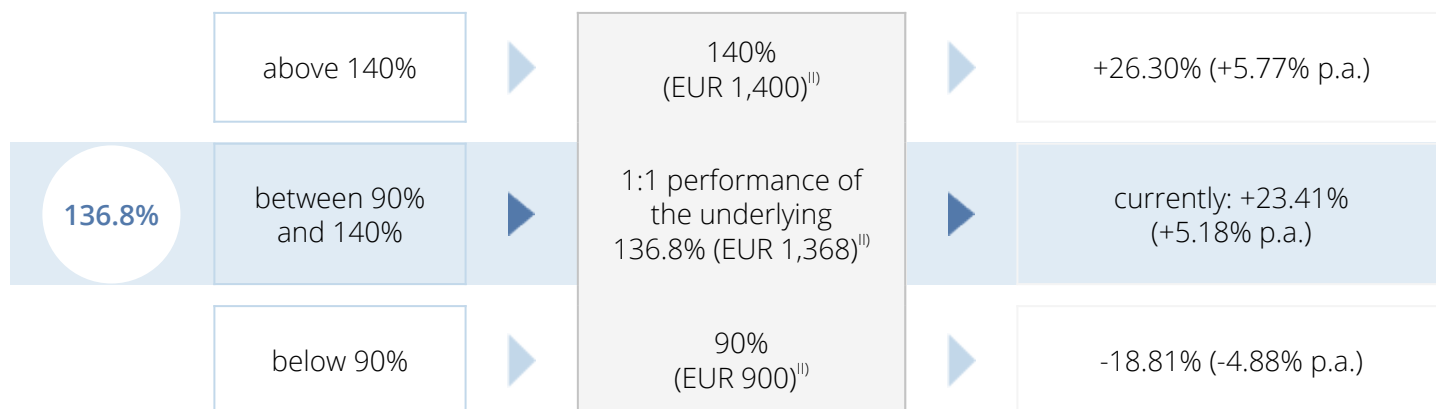 above 140%
140%
(EUR 1,400)II)
+26.30% (+5.77% p.a.)
136.8%
between 90%
and 140%
1:1 performance of
the underlying
136.8% (EUR 1,368)II)
currently: +23.41%
(+5.18% p.a.)
below 90%
90%
(EUR 900)II)
-18.81% (-4.88% p.a.)